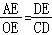 AE/OE = DE/CD